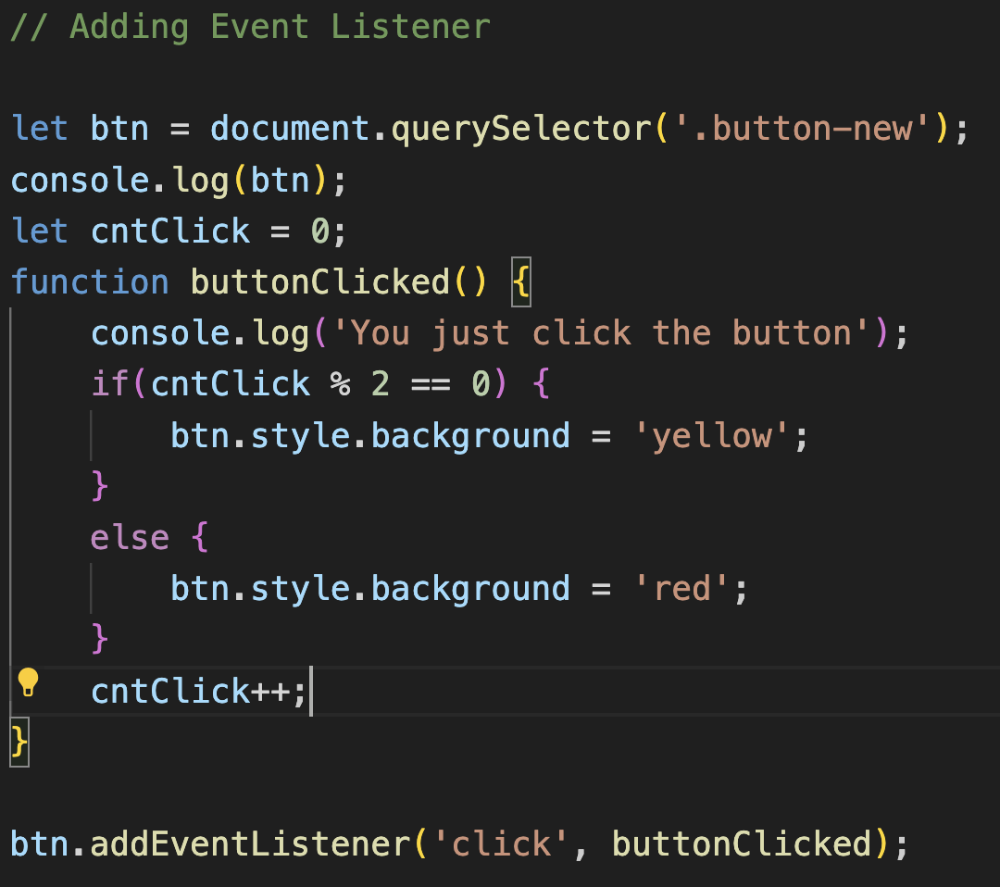 // Adding Event Listener
let btn = document.querySelector('.button-new');
console.log(btn);
let cntClick = 0;
function buttonClicked() {
    console.log('You just click the button');
    if(cntClick % 2 == 0) {
        btn.style.background = 'yellow';
    }
    else {
        btn.style.background = 'red';
    }
    cntClick++;
}
btn.addEventListener('click', buttonClicked);